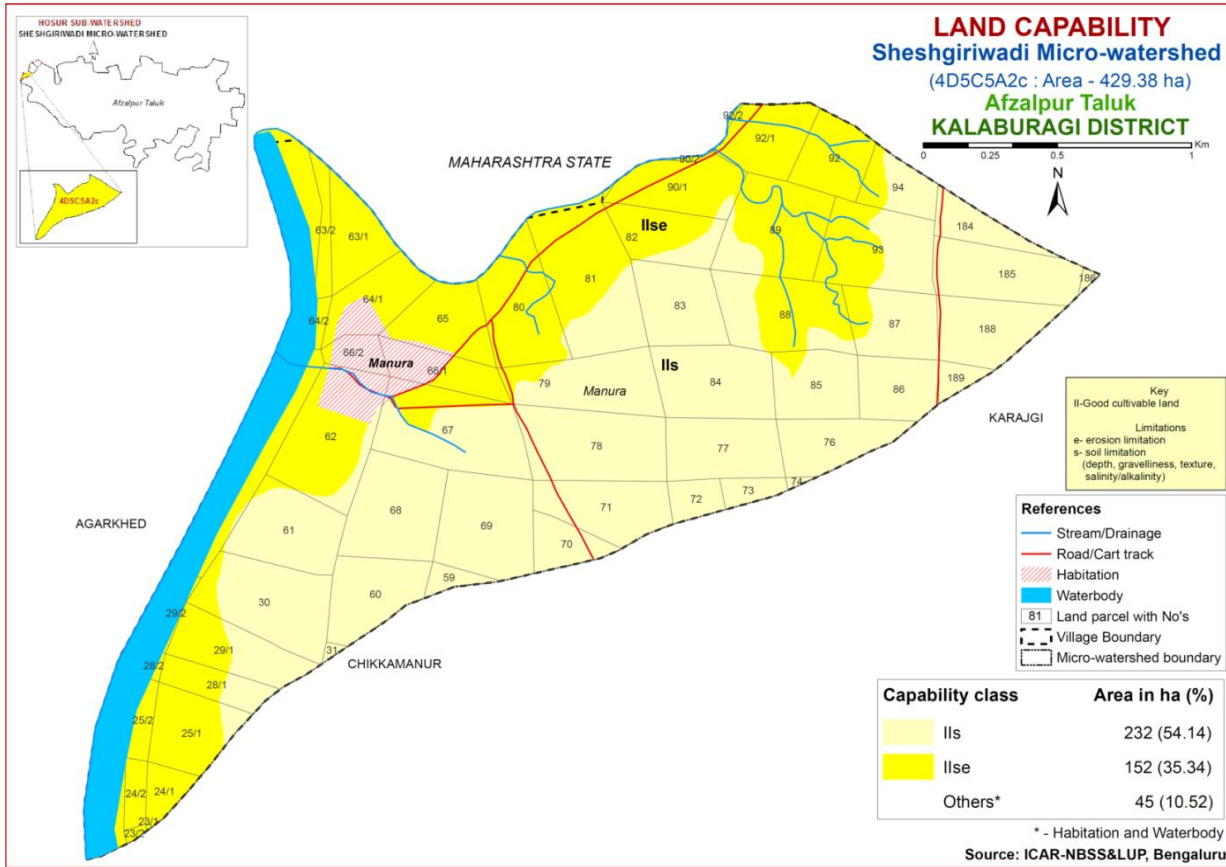 HOSUR SUB-WATERSHED
SHESHGIRIWADI MICRO-WATERSHED
N
Afzalpur Taluk
4D5C5A2c
LAND CAPABILITY
Sheshgiriwadi Micro-watershed
(4D5C5A2c : Area - 429.38 ha)
Afzalpur Taluk
KALABURAGI DISTRICT
0 0.25 0.5 1 Km
N
MAHARASHTRA STATE
92/2
92/1
92
90/2
90/1
94
63/2
63/1
82
IIse
89
93
184
185
186
81
64/1
64/2
65
80
83
88
87
188
66/2
Manura
66/1
79
Manura
IIs
84
85
86
189
KARAJGI
62
67
78
77
76
74
73
72
71
70
61
68
69
AGARKHED
30
60
59
29/2
29/1
31
CHIKKAMANUR
28/2
28/1
25/2
25/1
24/2
24/1
23/1
23/2
Key
II-Good cultivable land
Limitations
e- erosion limitation
s- soil limitation
(depth, gravelliness, texture,
salinity/alkalinity)
References
Stream/Drainage
Road/Cart track
Habitation
Waterbody
81 Land parcel with No's
Village Boundary
Micro-watershed boundary
Capability class Area in ha (%)
IIs 232 (54.14)
IIse 152 (35.34)
Others* 45 (10.52)
* - Habitation and Waterbody
Source: ICAR-NBSS&LUP, Bengaluru